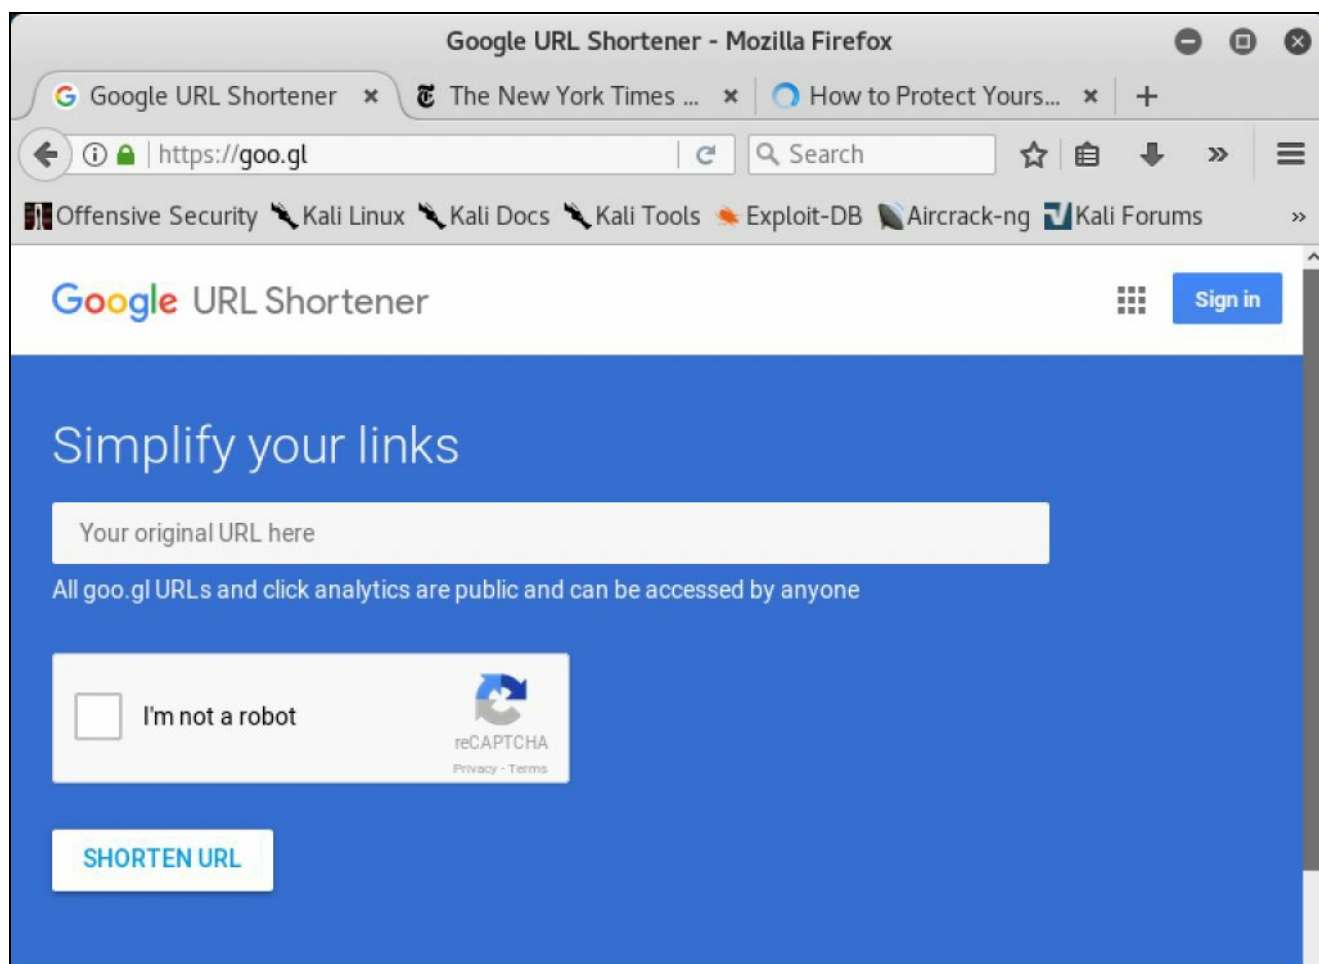 Google URL Shortener - Mozilla Firefox
Google URL Shortener The New York Times ... How to Protect Yours...
https://goo.gl Search
Offensive Security Kali Linux Kali Docs Kali Tools Exploit-DB Aircrack-ng Kali Forums
Google URL Shortener Sign in
Simplify your links
Your original URL here
All goo.gl URLs and click analytics are public and can be accessed by anyone
I'm not a robot
reCAPTCHA
Privacy - Terms
SHORTEN URL